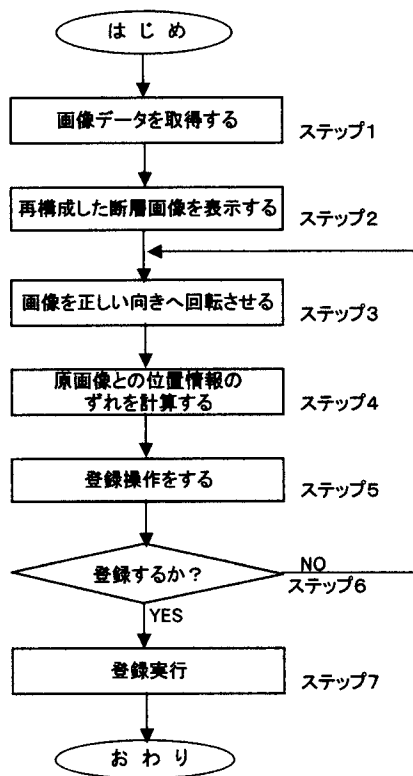 は じ め
画像データを取得する
ステップ1
再構成した断層画像を表示する
ステップ2
画像を正しい向きへ回転させる
ステップ3
原画像との位置情報の
ずれを計算する
ステップ4
登録操作をする
ステップ5
登録するか?
NO
ステップ6
YES
登録実行
ステップ7
お わ り